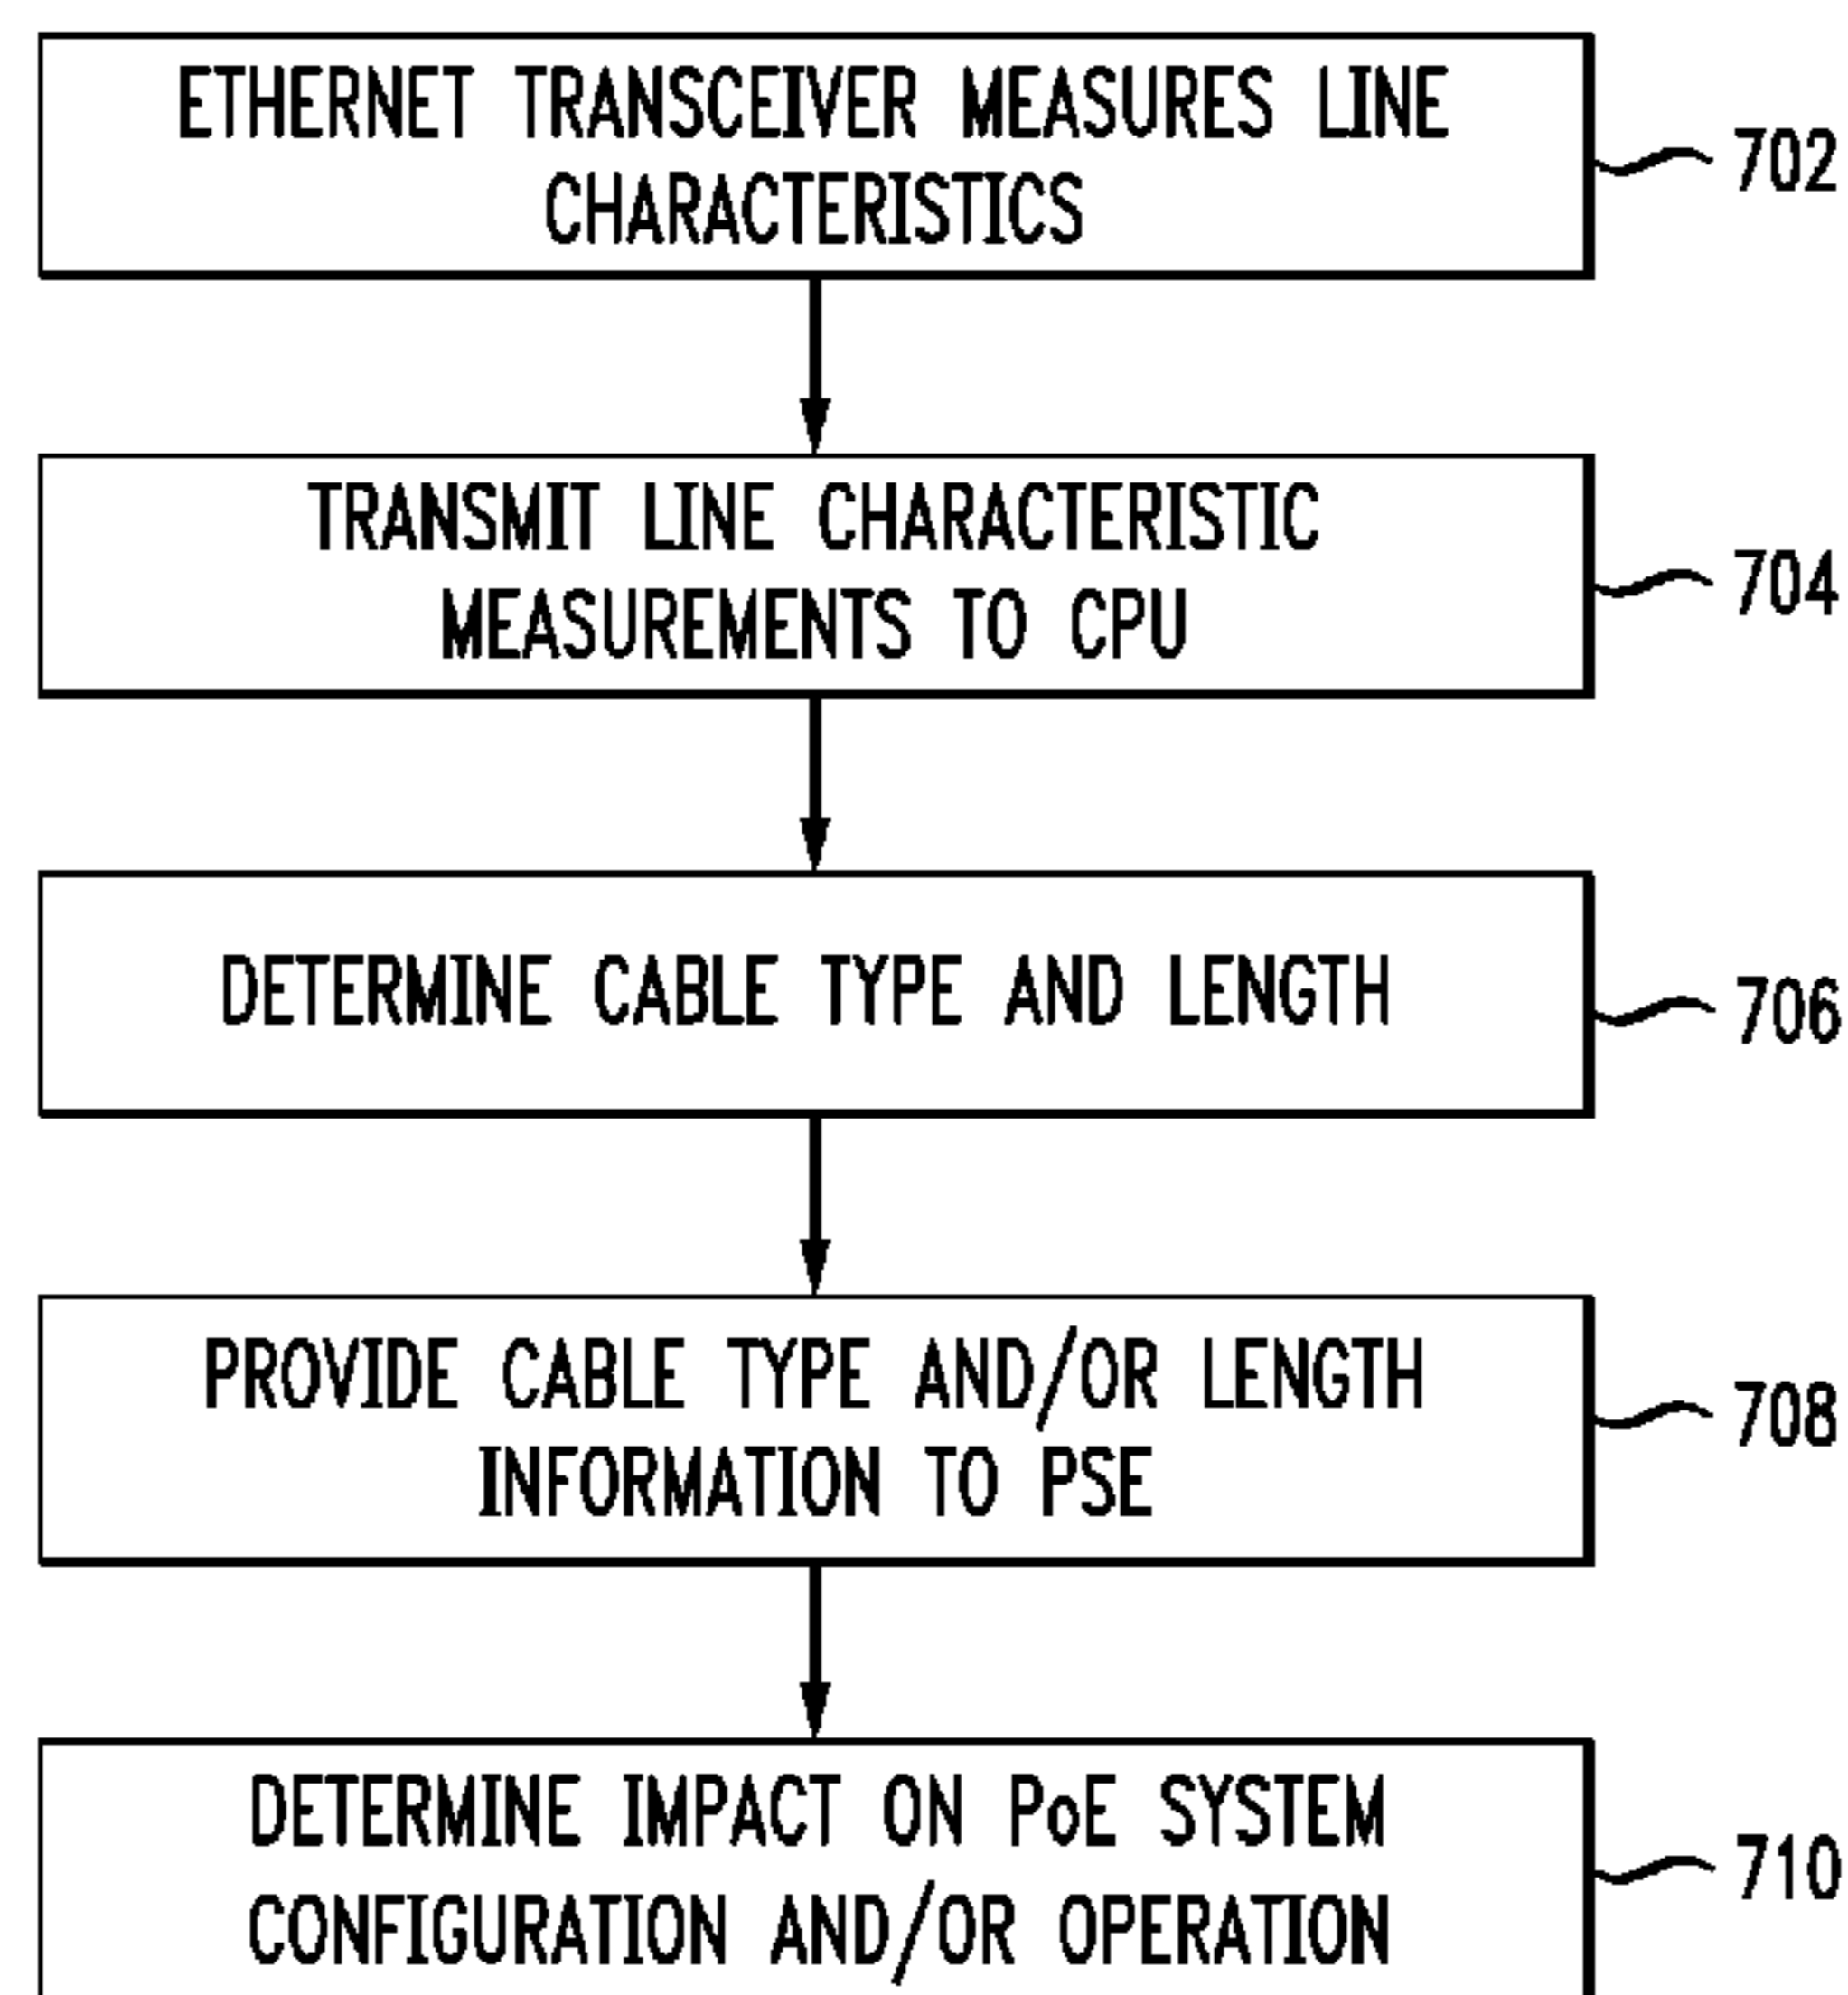 ETHERNET TRANSCEIVER MEASURES LINE
CHARACTERISTICS
702
TRANSMIT LINE CHARACTERISTIC
MEASUREMENTS TO CPU
704
DETERMINE CABLE TYPE AND LENGTH
706
PROVIDE CABLE TYPE AND/OR LENGTH
INFORMATION TO PSE
708
DETERMINE IMPACT ON PoE SYSTEM
CONFIGURATION AND/OR OPERATION
710